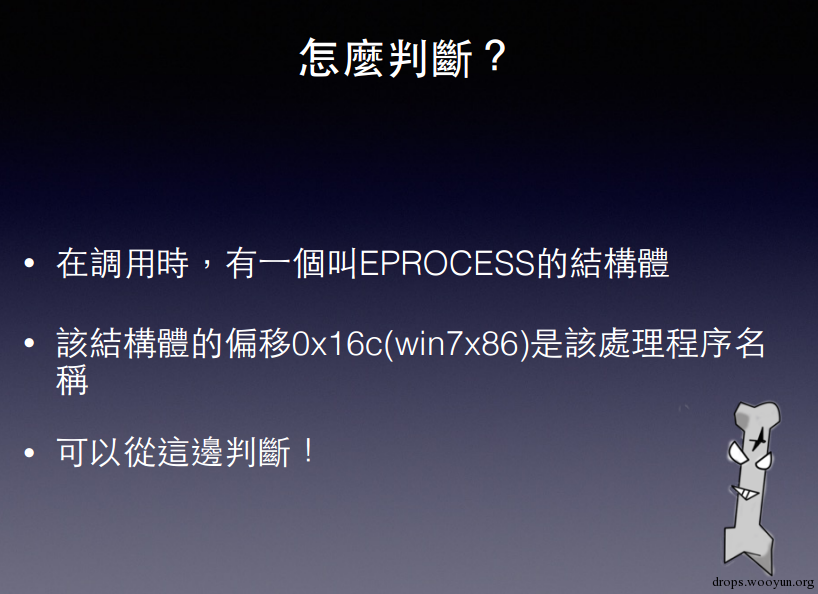 怎麼判斷？
• 在調用時，有一個叫EPROCESS的結構體
• 該結構體的偏移0x16c(win7x86)是該處理程序名
稱
• 可以從這邊判斷！
drops.wooyun.org